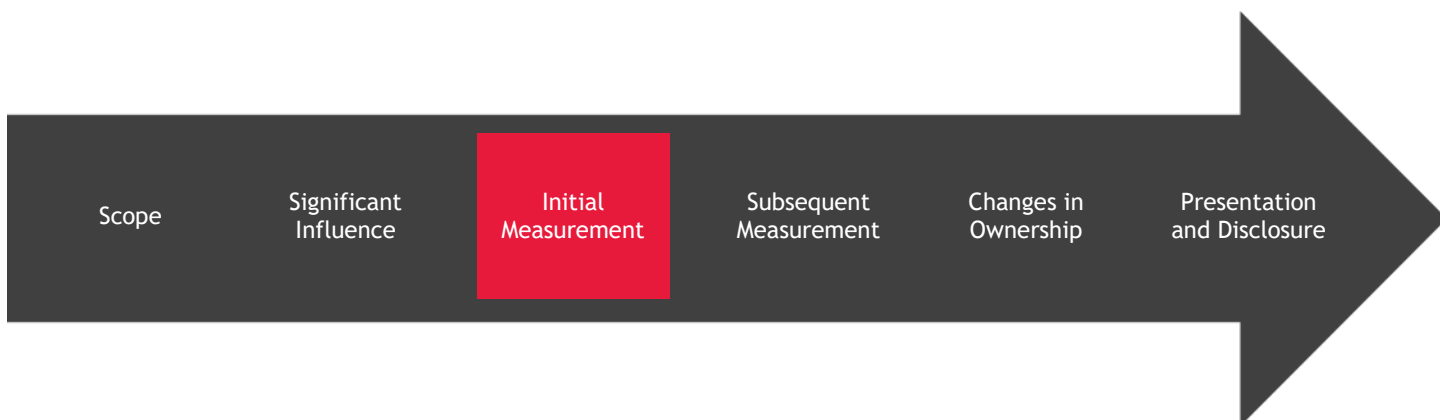 Scope
Significant
Influence
Initial
Measurement
Subsequent
Measurement
Changes in
Ownership
Presentation
and Disclosure